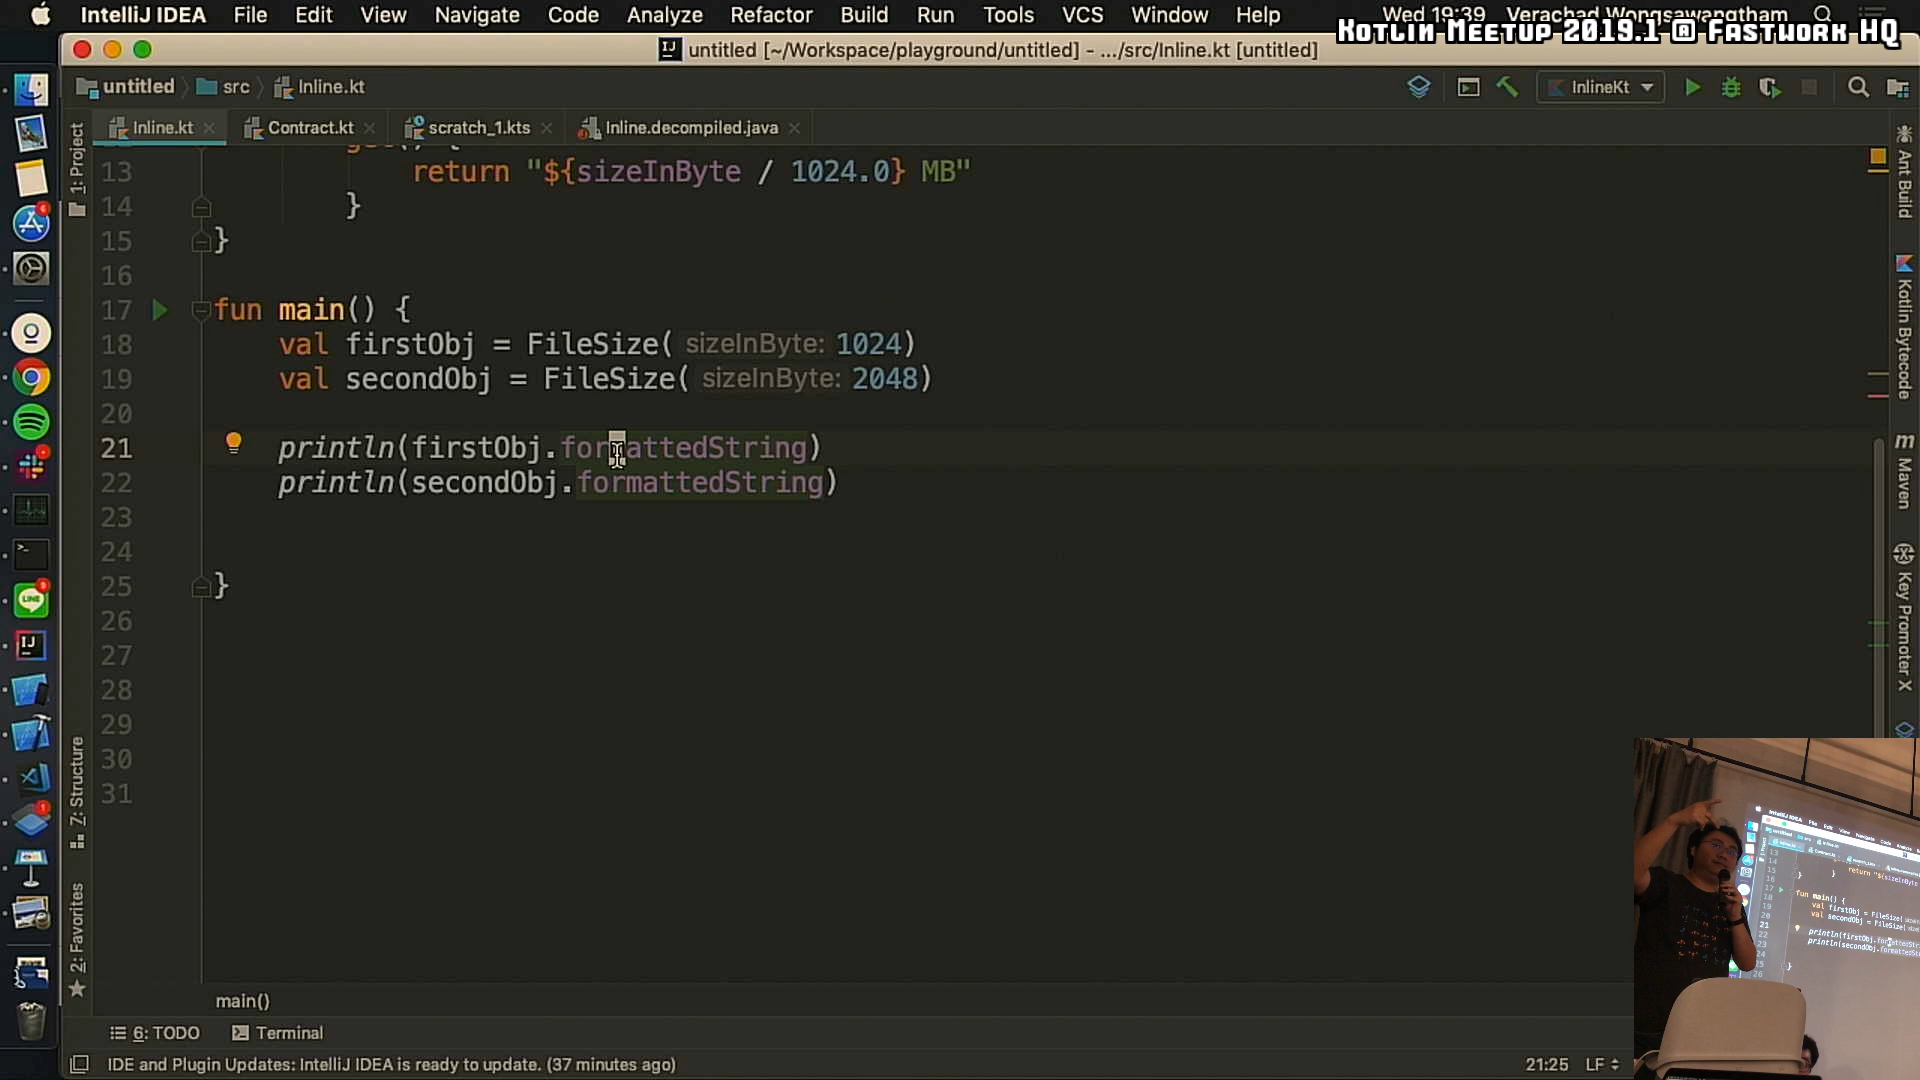 IntelliJ IDEA File Edit View Navigate Code Analyze Refactor Build Run Tools VCS Window Help Wed 19:39 Verachad Wongsawangtham
Kotlin Meetup 2019.1 @ Fastwork HQ
untitled [~/Workspace/playground/untitled] - .../src/Inline.kt [untitled]
untitled src Inline.kt InlineKt
Inline.kt Contract.kt scratch_1.kts Inline.decompiled.java
1: Project
7: Structure
2: Favorites
13 return "${sizeInByte / 1024.0} MB"
14 }
15 }
16
17 fun main() {
18 val firstObj = FileSize( sizeInByte: 1024)
19 val secondObj = FileSize( sizeInByte: 2048)
20
21 println(firstObj.formattedString)
22 println(secondObj.formattedString)
23
24
25 }
26
27
28
29
30
31
Ant Build
Kotlin Bytecode
Maven
Key Promoter X
main()
6: TODO Terminal
IDE and Plugin Updates: IntelliJ IDEA is ready to update. (37 minutes ago) 21:25 LF